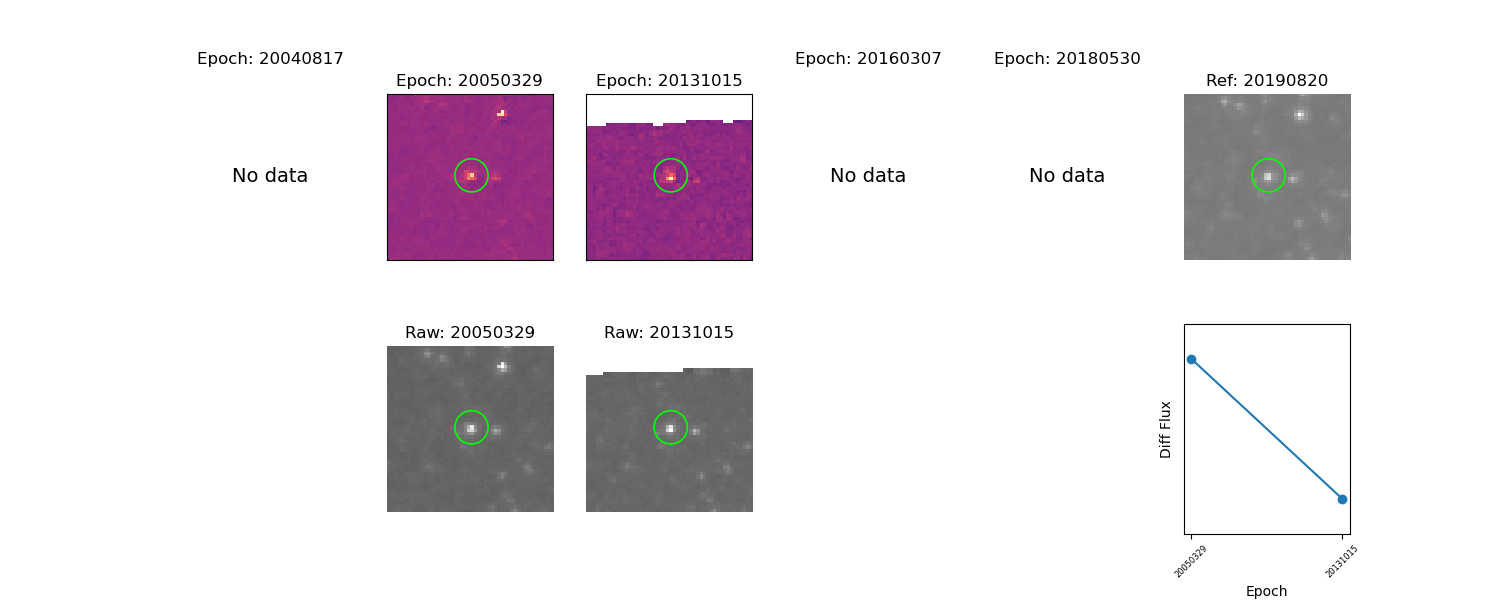 Epoch: 20040817
Epoch: 20050329
Epoch: 20131015
Epoch: 20160307
Epoch: 20180530
Ref: 20190820
No data
No data
No data
Raw: 20050329
Raw: 20131015
Diff Flux
20050329
20131015
Epoch